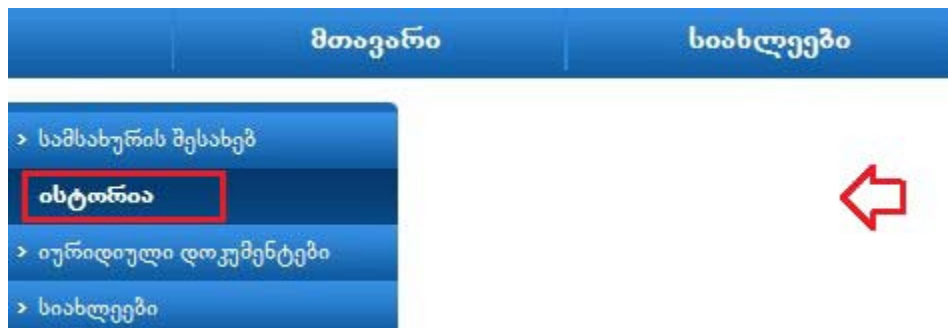 მთავარი სიახლეები
> სამსახურის შესახებ
ისტორია
> იურიდიული დოკუმენტები
> სიახლეები